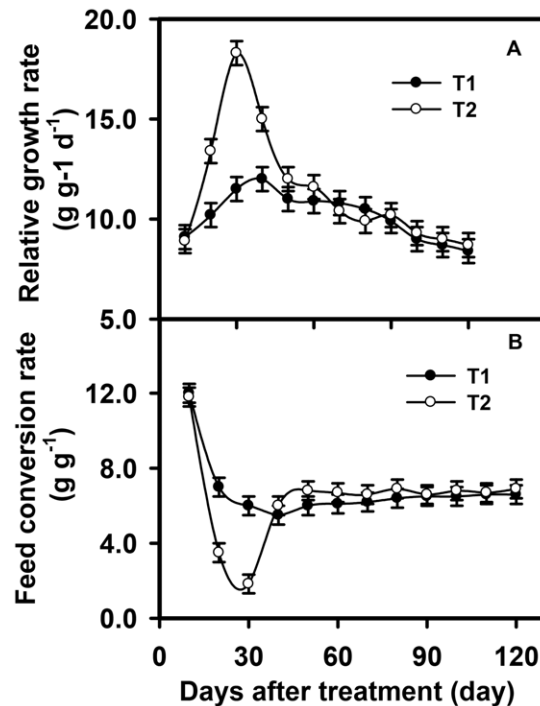 20.0
A
T1
T2
15.0
10.0
5.0
Relative growth rate
(g g-1 d⁻¹)
B
T1
T2
12.0
8.0
4.0
0.0
Feed conversion rate
(g g⁻¹)
0 30 60 90 120
Days after treatment (day)